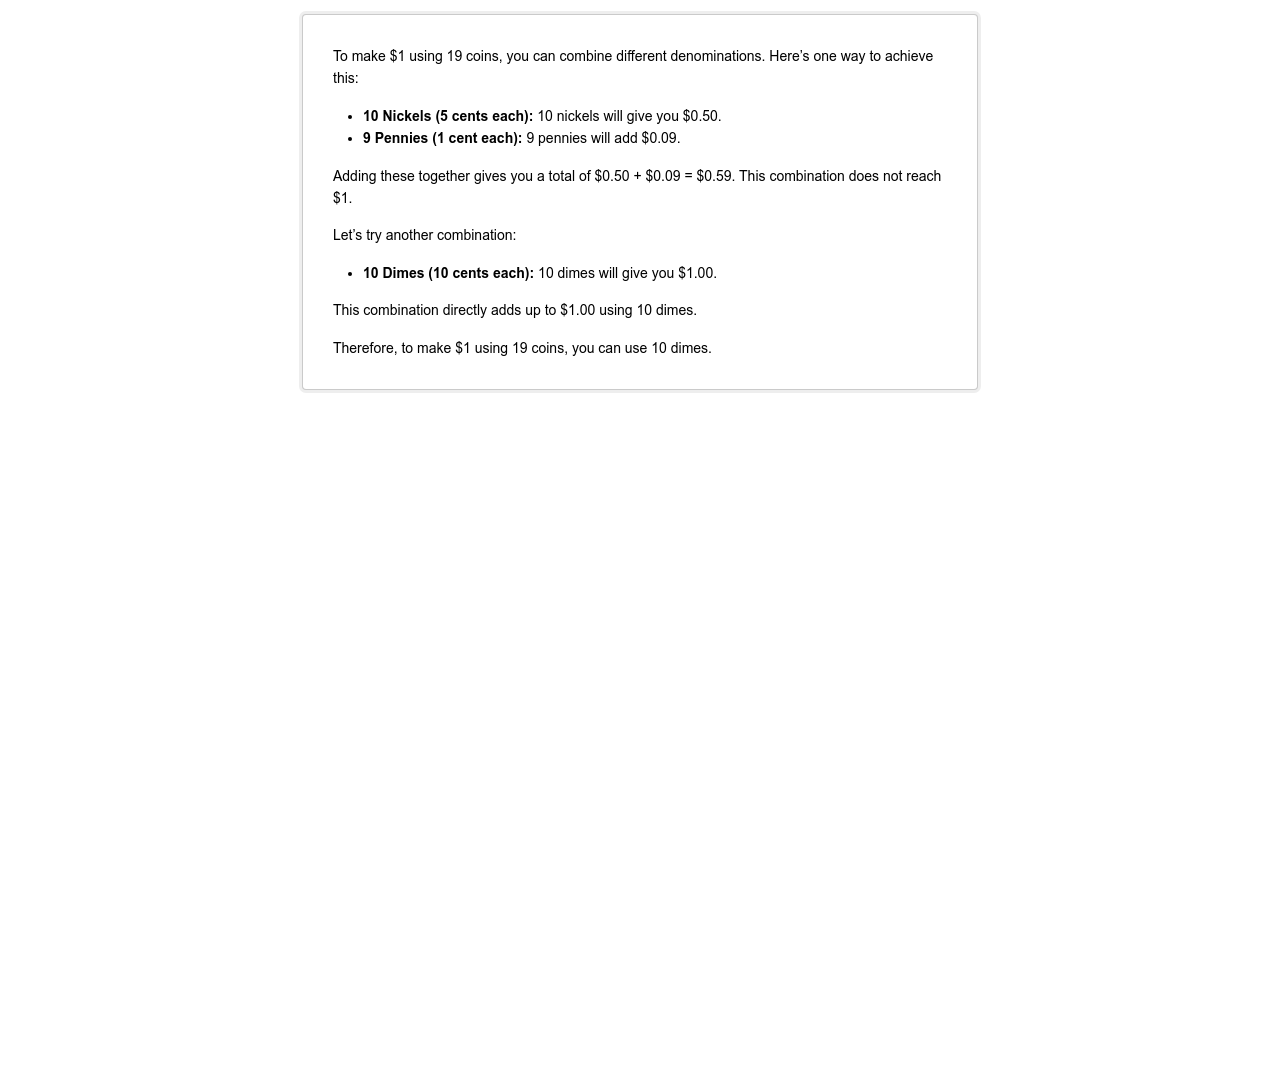 To make $1 using 19 coins, you can combine different denominations. Here’s one way to achieve
this:
• 10 Nickels (5 cents each): 10 nickels will give you $0.50.
• 9 Pennies (1 cent each): 9 pennies will add $0.09.
Adding these together gives you a total of $0.50 + $0.09 = $0.59. This combination does not reach
$1.
Let’s try another combination:
• 10 Dimes (10 cents each): 10 dimes will give you $1.00.
This combination directly adds up to $1.00 using 10 dimes.
Therefore, to make $1 using 19 coins, you can use 10 dimes.